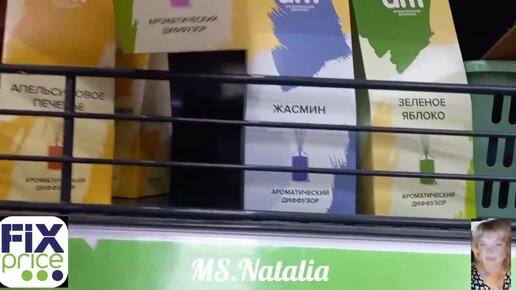 АРОМАТИЧЕСКИЙ
ДИФФУЗОР
АПЕЛЬСИНОВОЕ
ПЕЧЕНЬЕ
АРОМАТИЧЕСКИЙ
ДИФФУЗОР
ЖАСМИН
АРОМАТИЧЕСКИЙ
ДИФФУЗОР
ЗЕЛЕНОЕ
ЯБЛОКО
АРОМАТИЧЕСКИЙ
ДИФФУЗОР
FIX
price
MS.Natalia